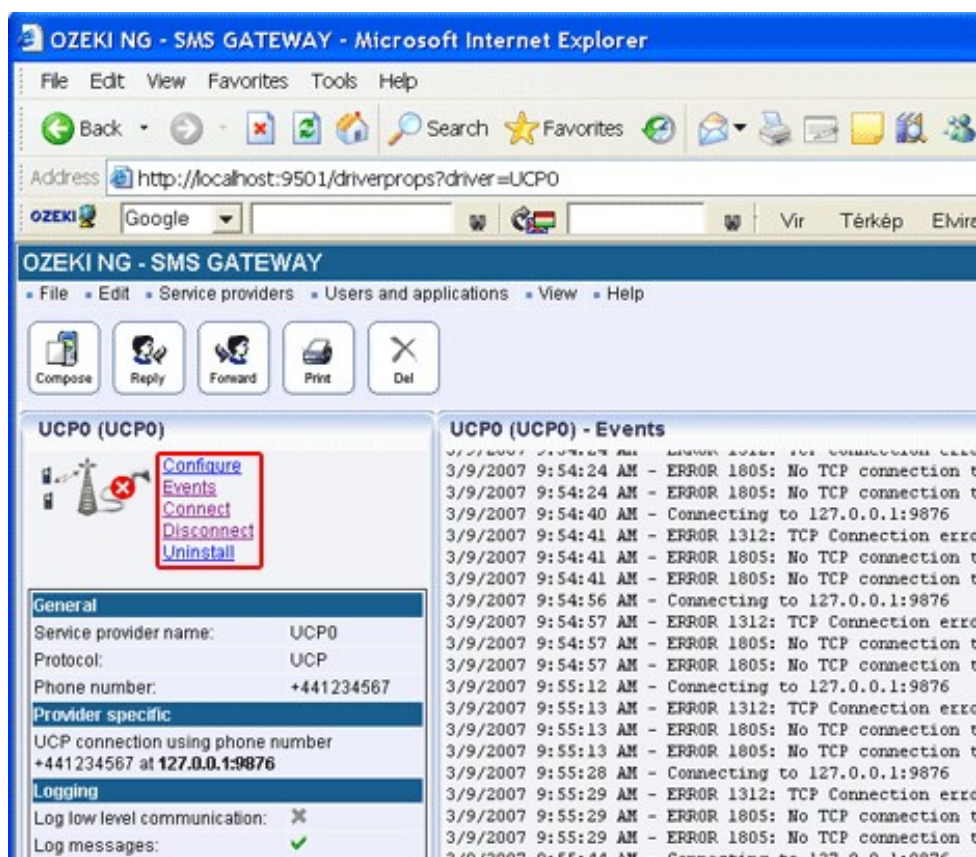 OZEKI NG - SMS GATEWAY - Microsoft Internet Explorer
File Edit View Favorites Tools Help
Back Search Favorites
Address http://localhost:9501/driverprops?driver=UCP0
OZEKI Google Vir Térkép Elvira
OZEKI NG - SMS GATEWAY
File Edit Service providers Users and applications View Help
Compose Reply Forward Print Del
UCP0 (UCP0)
Configure
Events
Connect
Disconnect
Uninstall
General
Service provider name: UCP0
Protocol: UCP
Phone number: +441234567
Provider specific
UCP connection using phone number
+441234567 at 127.0.0.1:9876
Logging
Log low level communication:
Log messages:
UCP0 (UCP0) - Events
3/9/2007 9:54:24 AM - ERROR 1805: No TCP connection t
3/9/2007 9:54:24 AM - ERROR 1805: No TCP connection t
3/9/2007 9:54:40 AM - Connecting to 127.0.0.1:9876
3/9/2007 9:54:41 AM - ERROR 1312: TCP Connection erro
3/9/2007 9:54:41 AM - ERROR 1805: No TCP connection t
3/9/2007 9:54:41 AM - ERROR 1805: No TCP connection t
3/9/2007 9:54:56 AM - Connecting to 127.0.0.1:9876
3/9/2007 9:54:57 AM - ERROR 1312: TCP Connection erro
3/9/2007 9:54:57 AM - ERROR 1805: No TCP connection t
3/9/2007 9:54:57 AM - ERROR 1805: No TCP connection t
3/9/2007 9:55:12 AM - Connecting to 127.0.0.1:9876
3/9/2007 9:55:13 AM - ERROR 1312: TCP Connection erro
3/9/2007 9:55:13 AM - ERROR 1805: No TCP connection t
3/9/2007 9:55:13 AM - ERROR 1805: No TCP connection t
3/9/2007 9:55:28 AM - Connecting to 127.0.0.1:9876
3/9/2007 9:55:29 AM - ERROR 1312: TCP Connection erro
3/9/2007 9:55:29 AM - ERROR 1805: No TCP connection t
3/9/2007 9:55:29 AM - ERROR 1805: No TCP connection t